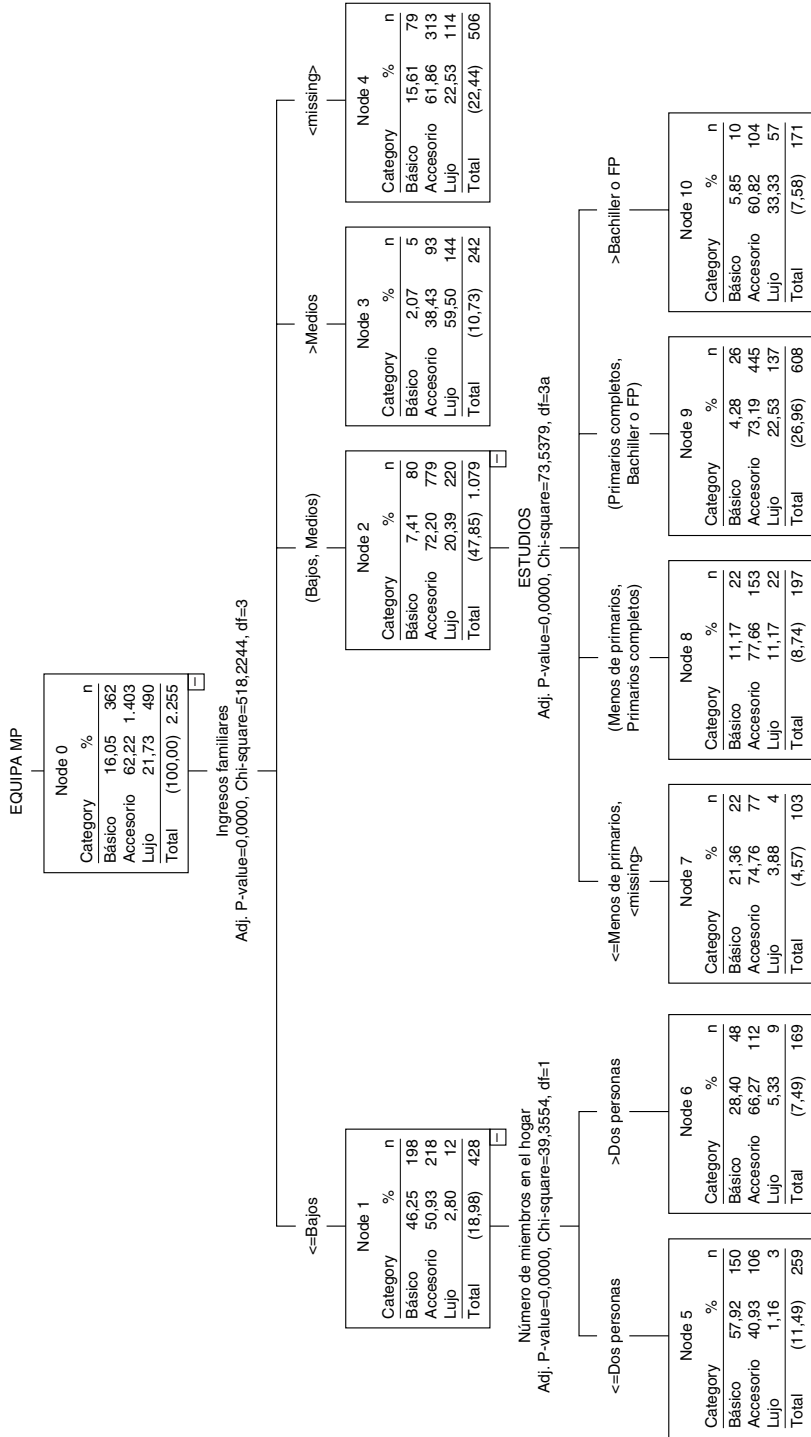 EQUIPA MP
Node 0
Category % n
Básico 16,05 362
Accesorio 62,22 1.403
Lujo 21,73 490
Total (100,00) 2.255
Ingresos familiares
Adj. P-value=0,0000, Chi-square=518,2244, df=3
<=Bajos
Node 1
Category % n
Básico 46,25 198
Accesorio 50,93 218
Lujo 2,80 12
Total (18,98) 428
(Bajos, Medios)
Node 2
Category % n
Básico 7,41 80
Accesorio 72,20 779
Lujo 20,39 220
Total (47,85) 1.079
>Medios
Node 3
Category % n
Básico 2,07 5
Accesorio 38,43 93
Lujo 59,50 144
Total (10,73) 242
<missing>
Node 4
Category % n
Básico 15,61 79
Accesorio 61,86 313
Lujo 22,53 114
Total (22,44) 506
Número de miembros en el hogar
Adj. P-value=0,0000, Chi-square=39,3554, df=1
<=Dos personas
Node 5
Category % n
Básico 57,92 150
Accesorio 40,93 106
Lujo 1,16 3
Total (11,49) 259
>Dos personas
Node 6
Category % n
Básico 28,40 48
Accesorio 66,27 112
Lujo 5,33 9
Total (7,49) 169
ESTUDIOS
Adj. P-value=0,0000, Chi-square=73,5379, df=3a
<=Menos de primarios,
<missing>
Node 7
Category % n
Básico 21,36 22
Accesorio 74,76 77
Lujo 3,88 4
Total (4,57) 103
(Menos de primarios,
Primarios completos)
Node 8
Category % n
Básico 11,17 22
Accesorio 77,66 153
Lujo 11,17 22
Total (8,74) 197
(Primarios completos,
Bachiller o FP)
Node 9
Category % n
Básico 4,28 26
Accesorio 73,19 445
Lujo 22,53 137
Total (26,96) 608
>Bachiller o FP
Node 10
Category % n
Básico 5,85 10
Accesorio 60,82 104
Lujo 33,33 57
Total (7,58) 171